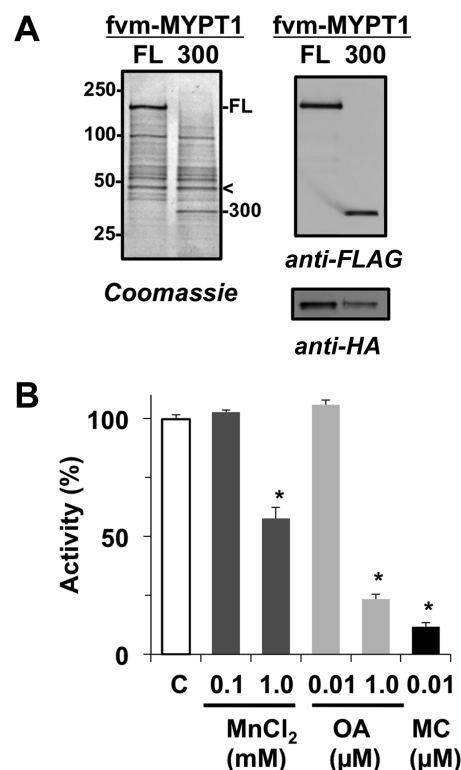 A
fvm-MYPT1 fvm-MYPT1
FL 300 FL 300
250
100
50
25
-FL
<
-300
Coomassie
anti-FLAG
anti-HA
B
Activity (%)
100
50
0
C 0.1 1.0 0.01 1.0 0.01
MnCl₂ OA MC
(mM) (μM) (μM)
* * *